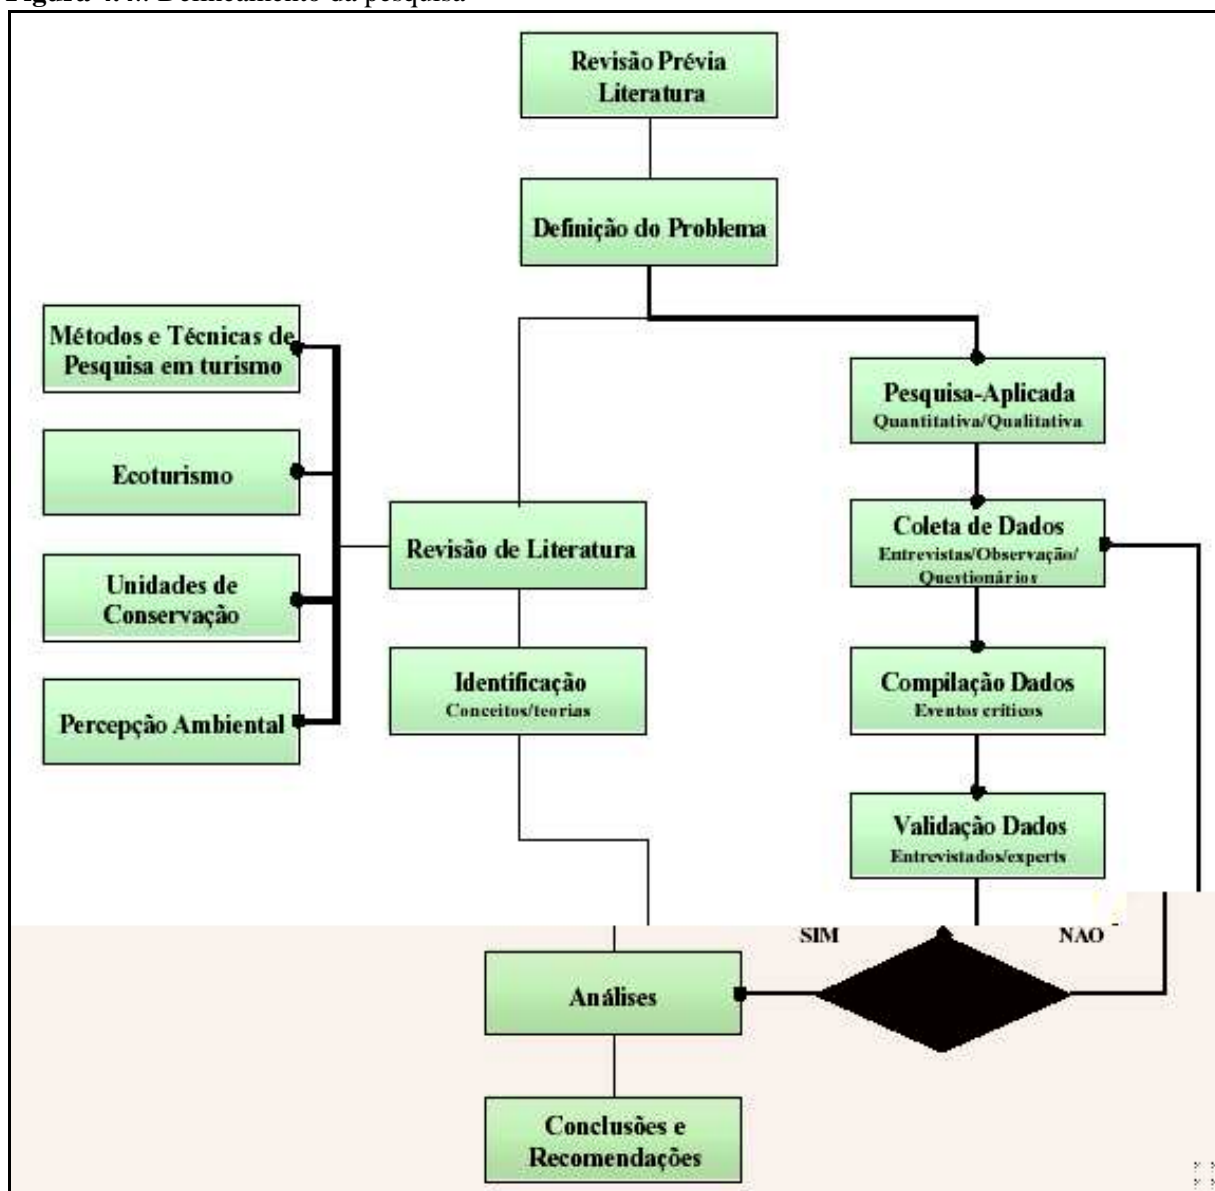 Delineamento da pesquisa
Revisão Prévia
Literatura
Definição do Problema
Métodos e Técnicas de
Pesquisa em turismo
Ecoturismo
Unidades de
Conservação
Percepção Ambiental
Revisão de Literatura
Identificação
Conceitos/teorias
Pesquisa-Aplicada
Quantitativa/Qualitativa
Coleta de Dados
Entrevistas/Observação/
Questionários
Compilação Dados
Eventos críticos
Validação Dados
Entrevistados/experts
SIM
NAO
Análises
Conclusões e
Recomendações